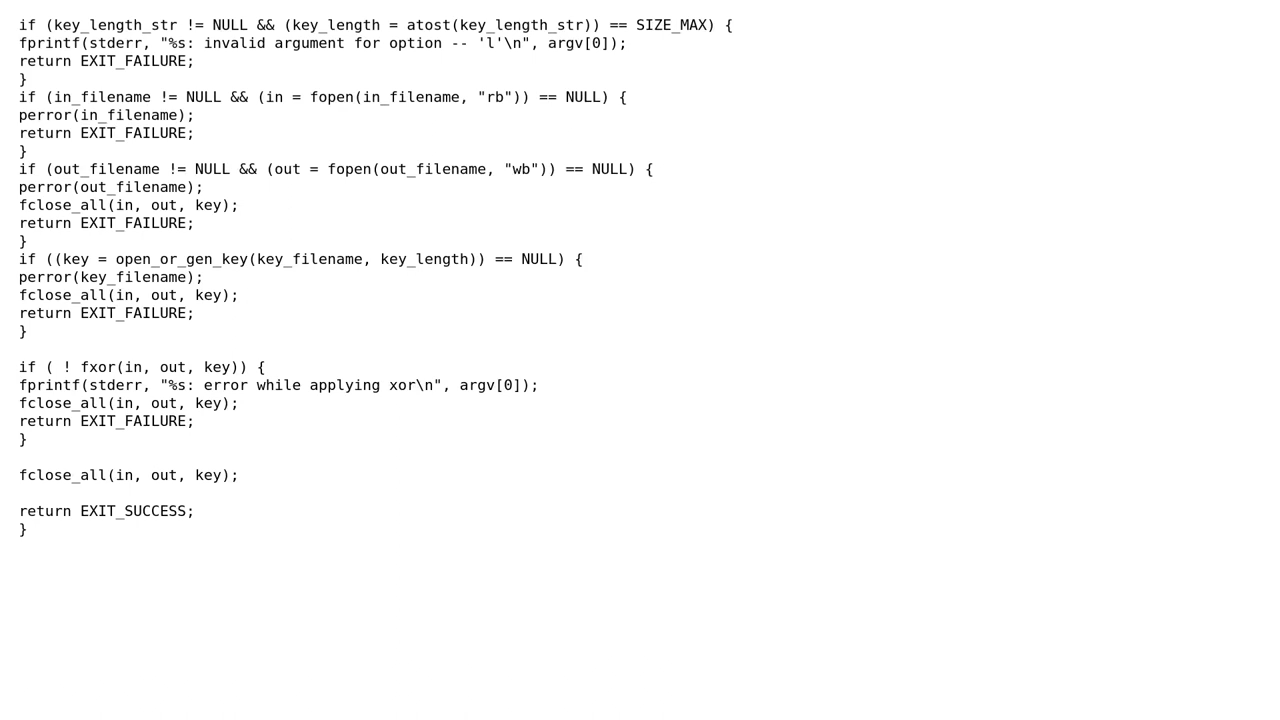 if (key_length_str != NULL && (key_length = atost(key_length_str)) == SIZE_MAX) {
fprintf(stderr, "%s: invalid argument for option -- 'l'\n", argv[0]);
return EXIT_FAILURE;
}
if (in_filename != NULL && (in = fopen(in_filename, "rb")) == NULL) {
perror(in_filename);
return EXIT_FAILURE;
}
if (out_filename != NULL && (out = fopen(out_filename, "wb")) == NULL) {
perror(out_filename);
fclose_all(in, out, key);
return EXIT_FAILURE;
}
if ((key = open_or_gen_key(key_filename, key_length)) == NULL) {
perror(key_filename);
fclose_all(in, out, key);
return EXIT_FAILURE;
}

if ( ! fxor(in, out, key)) {
fprintf(stderr, "%s: error while applying xor\n", argv[0]);
fclose_all(in, out, key);
return EXIT_FAILURE;
}

fclose_all(in, out, key);

return EXIT_SUCCESS;
}